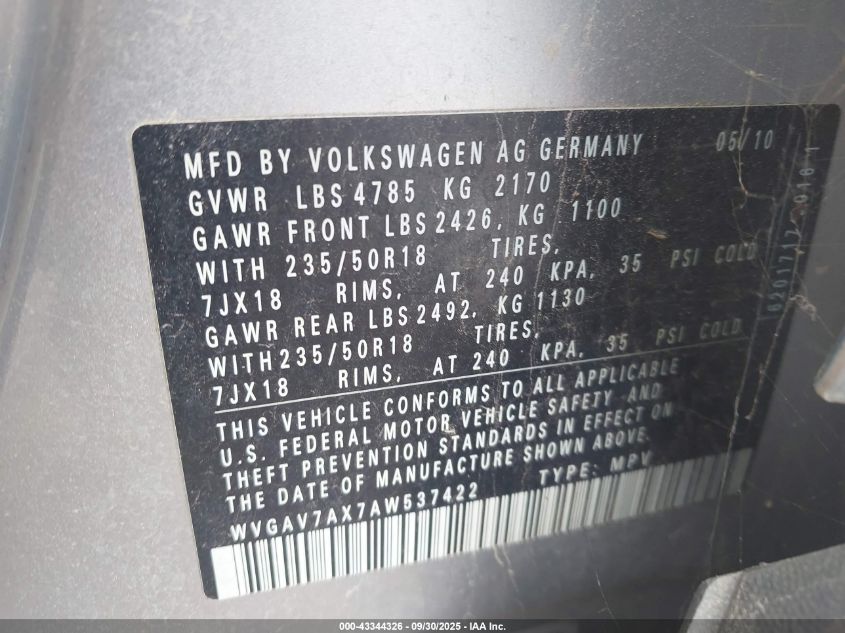 MFD BY VOLKSWAGEN AG GERMANY 05/10
GVWR LBS 4785 KG 2170
GAWR FRONT LBS 2426, KG 1100
WITH 235/50R18 TIRES,
7JX18 RIMS, AT 240 KPA, 35 PSI COLD
GAWR REAR LBS 2492, KG 1130
WITH 235/50R18 TIRES,
7JX18 RIMS, AT 240 KPA, 35 PSI COLD
THIS VEHICLE CONFORMS TO ALL APPLICABLE
U.S. FEDERAL MOTOR VEHICLE SAFETY AND
THEFT PREVENTION STANDARDS IN EFFECT ON
THE DATE OF MANUFACTURE SHOWN ABOVE.
WVGAV7AX7AW537422 TYPE: MPV
000-43344326 - 09/30/2025 - IAA Inc.